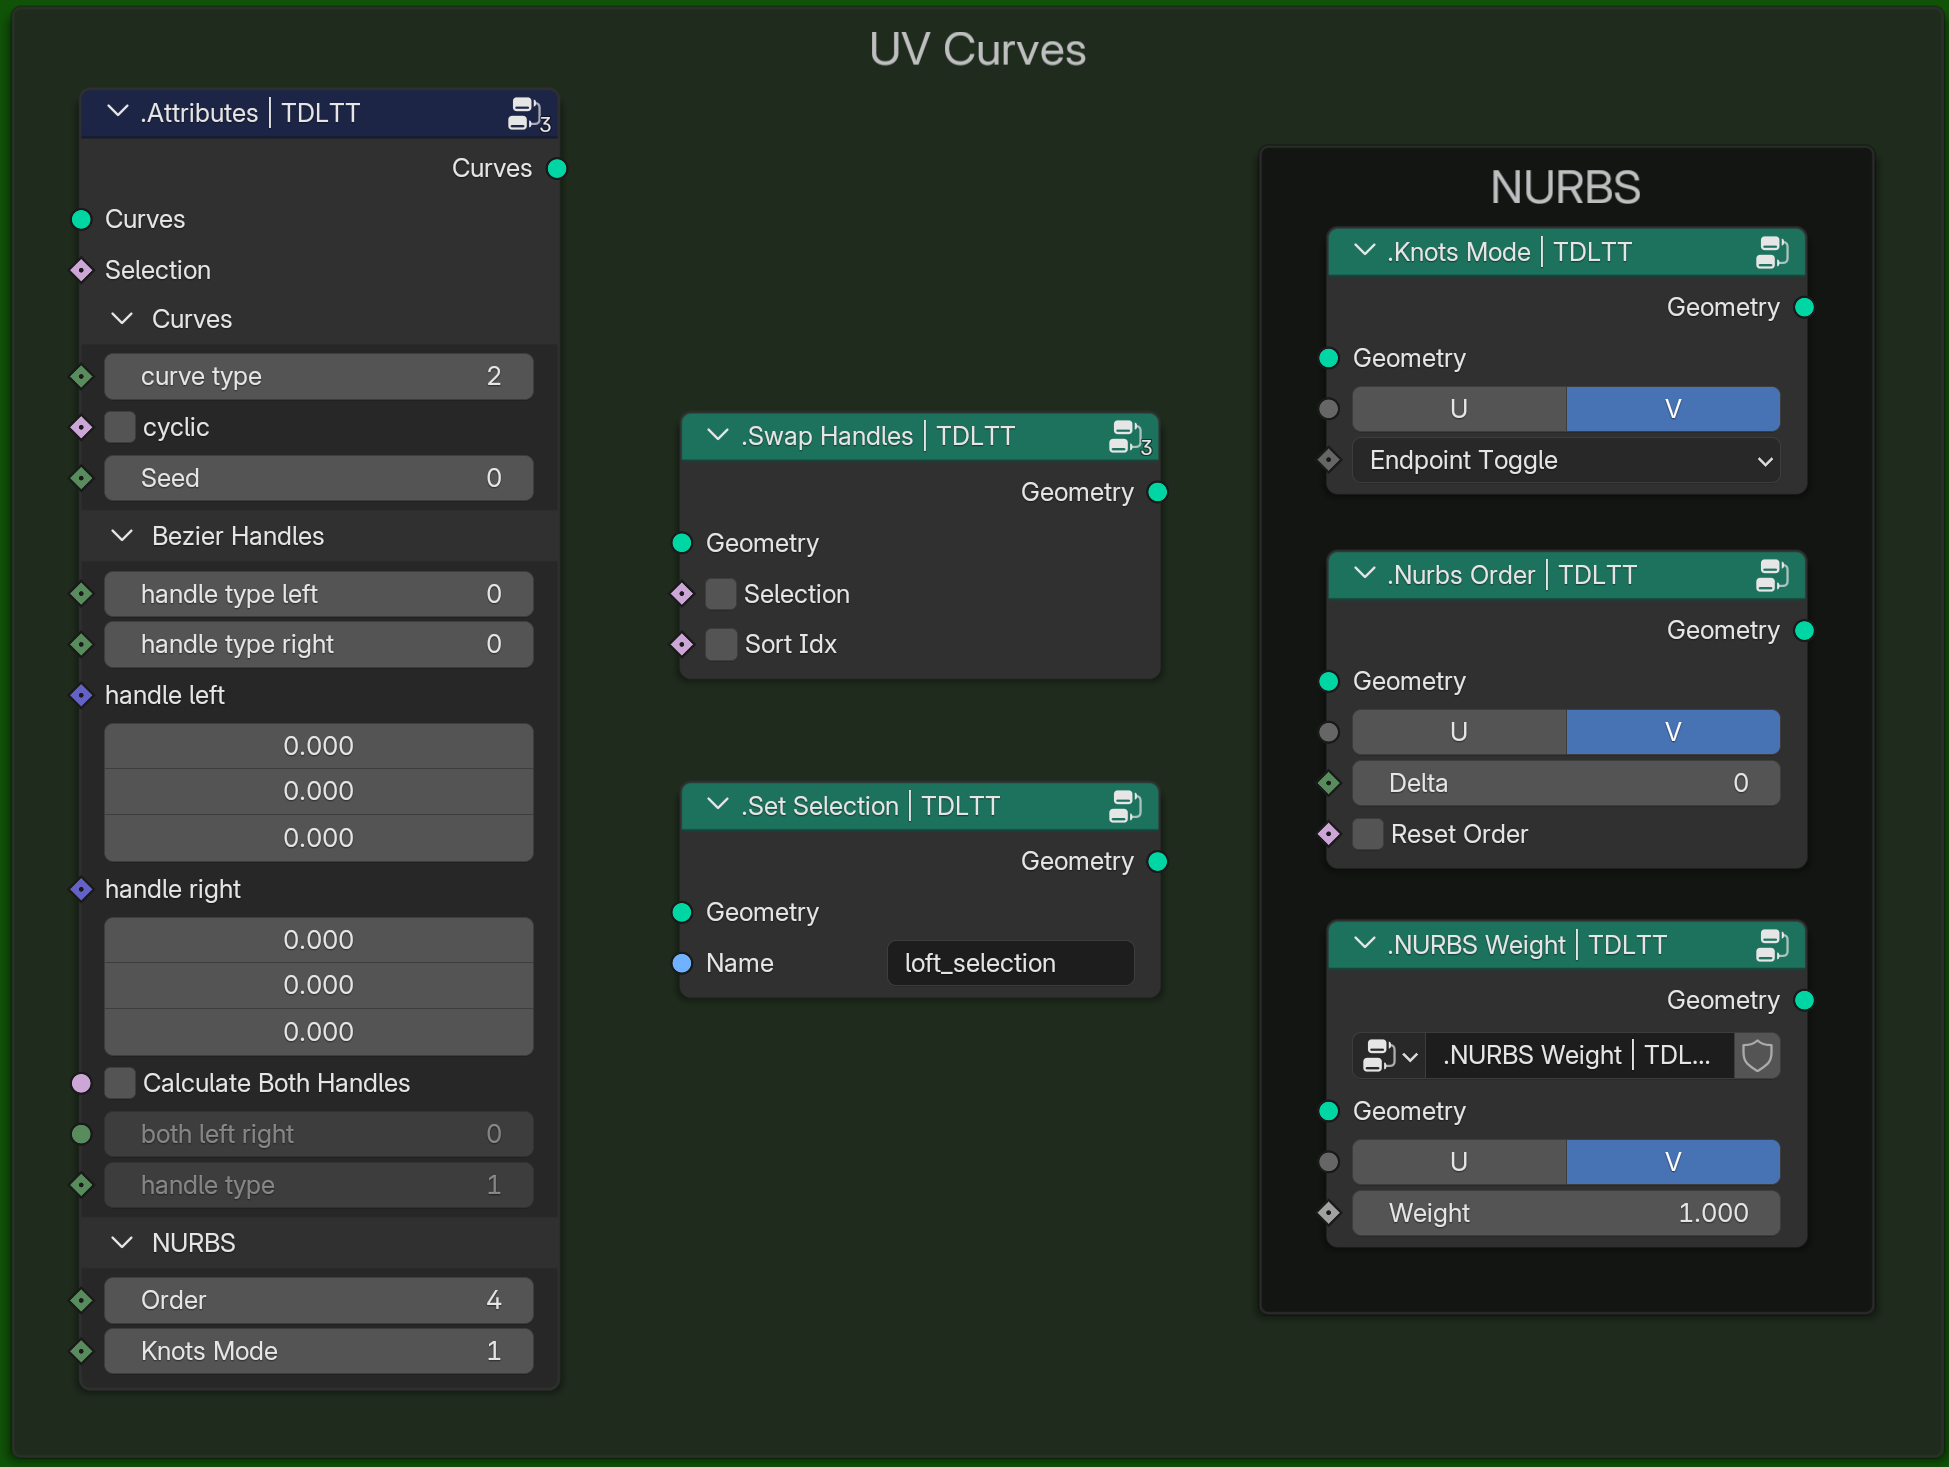 UV Curves
.Attributes | TDLTT
3
Curves
Curves
Selection
Curves
curve type 2
cyclic
Seed 0
Bezier Handles
handle type left 0
handle type right 0
handle left
0.000
0.000
0.000
handle right
0.000
0.000
0.000
Calculate Both Handles
both left right 0
handle type 1
NURBS
Order 4
Knots Mode 1
.Swap Handles | TDLTT
3
Geometry
Geometry
Selection
Sort Idx
.Set Selection | TDLTT
Geometry
Geometry
Name loft_selection
NURBS
.Knots Mode | TDLTT
Geometry
Geometry
U V
Endpoint Toggle
.Nurbs Order | TDLTT
Geometry
Geometry
U V
Delta 0
Reset Order
.NURBS Weight | TDLTT
Geometry
.NURBS Weight | TDL...
Geometry
U V
Weight 1.000